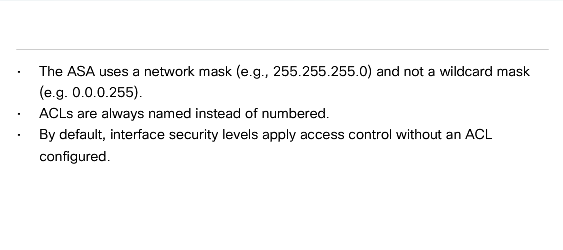 · The ASA uses a network mask (e.g., 255.255.255.0) and not a wildcard mask
(e.g. 0.0.0.255).
· ACLs are always named instead of numbered.
· By default, interface security levels apply access control without an ACL
configured.